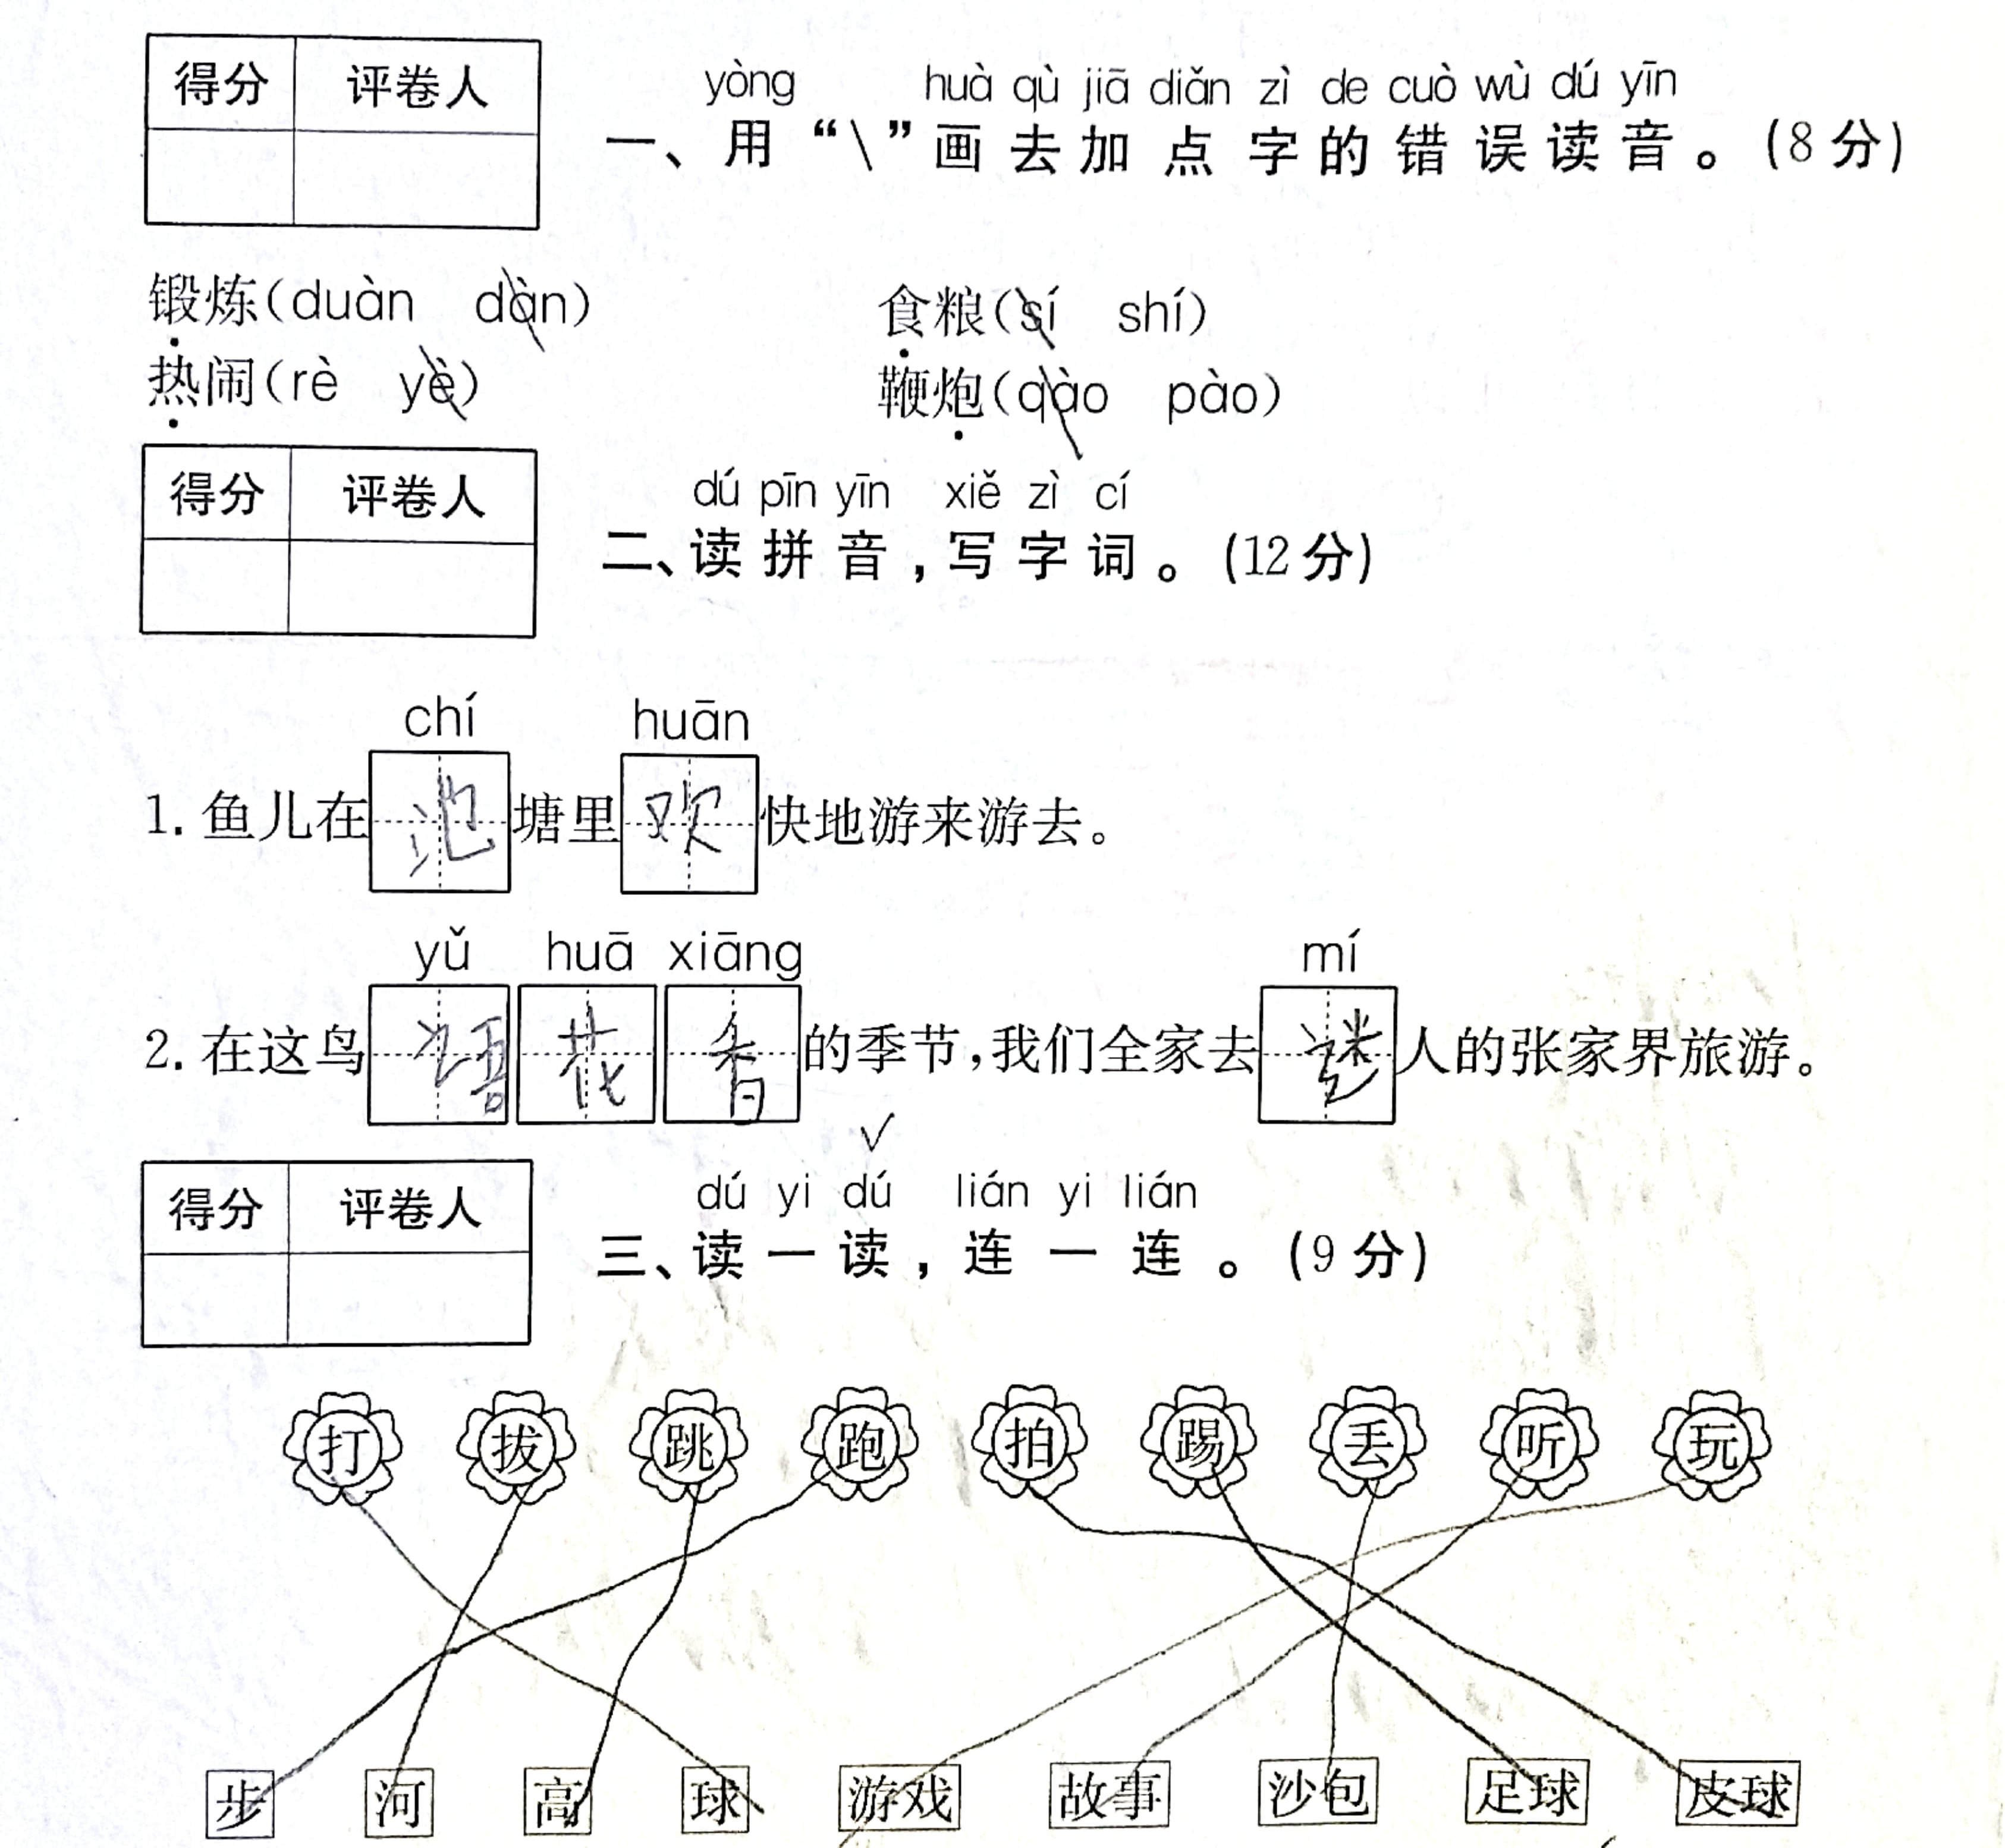 得分 评卷人
yòng huà qù jiā diǎn zì de cuò wù dú yīn
一、用“\”画去加点字的错误读音。(8分)
锻炼(duàn dàn) 食粮(sí shí)
热闹(rè yè) 鞭炮(qào pào)
得分 评卷人
dú pīn yīn xiě zì cí
二、读拼音,写字词。(12分)
chí huān
1. 鱼儿在池塘里欢快地游来游去。
yǔ huā xiāng mí
2. 在这鸟语花香的季节,我们全家去迷人的张家界旅游。
√
得分 评卷人
dú yi dú lián yi lián
三、读一读,连一连。(9分)
打 拔 跳 跑 拍 踢 丢 听 玩
步 河 高 球 游戏 故事 沙包 足球 皮球